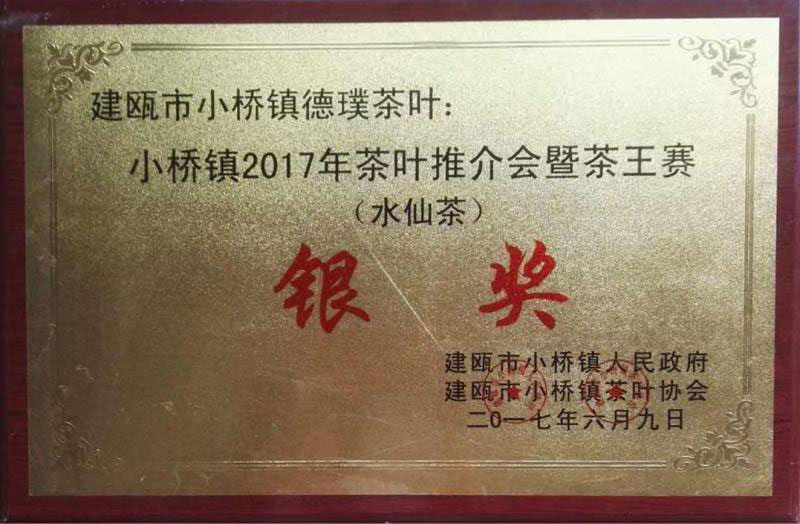 建瓯市小桥镇德璞茶叶：
小桥镇2017年茶叶推介会暨茶王赛
（水仙茶）
银 奖
建瓯市小桥镇人民政府
建瓯市小桥镇茶叶协会
二0一七年六月九日